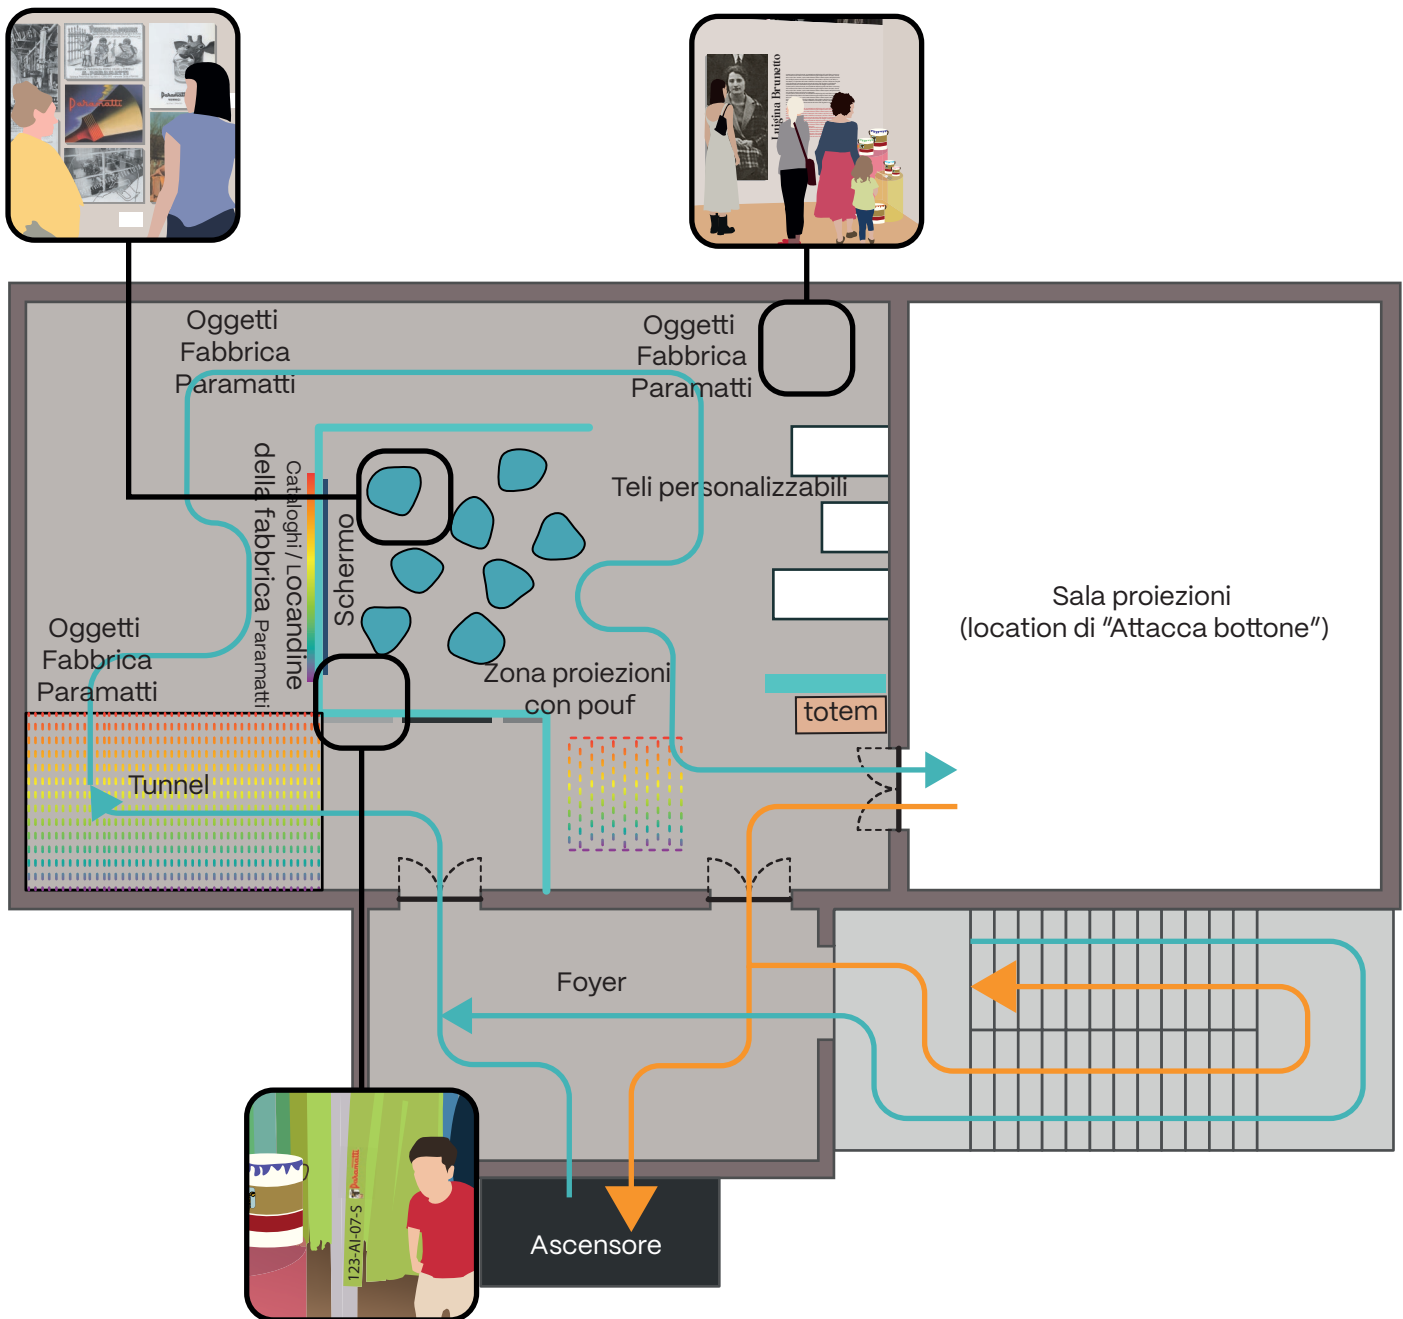 Paramatti
Luigina Brunetto
Oggetti
Fabbrica
Paramatti
Oggetti
Fabbrica
Paramatti
Cataloghi / Locandine
della fabbrica Paramatti
Schermo
Teli personalizzabili
Sala proiezioni
(location di "Attacca bottone")
Oggetti
Fabbrica
Paramatti
Zona proiezioni
con pouf
totem
Tunnel
Foyer
123-AI-07-S Paramatti
Ascensore